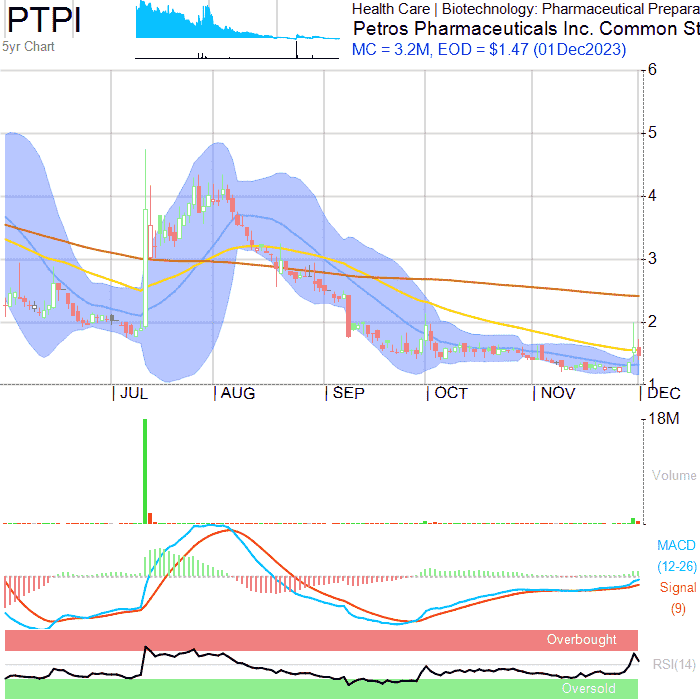 PTPI
5yr Chart
Health Care | Biotechnology: Pharmaceutical Prepara
Petros Pharmaceuticals Inc. Common St
MC = 3.2M, EOD = $1.47 (01Dec2023)
6
5
4
3
2
1
JUL AUG SEP OCT NOV DEC
18M
Volume
MACD
(12-26)
Signal
(9)
Overbought
RSI(14)
Oversold